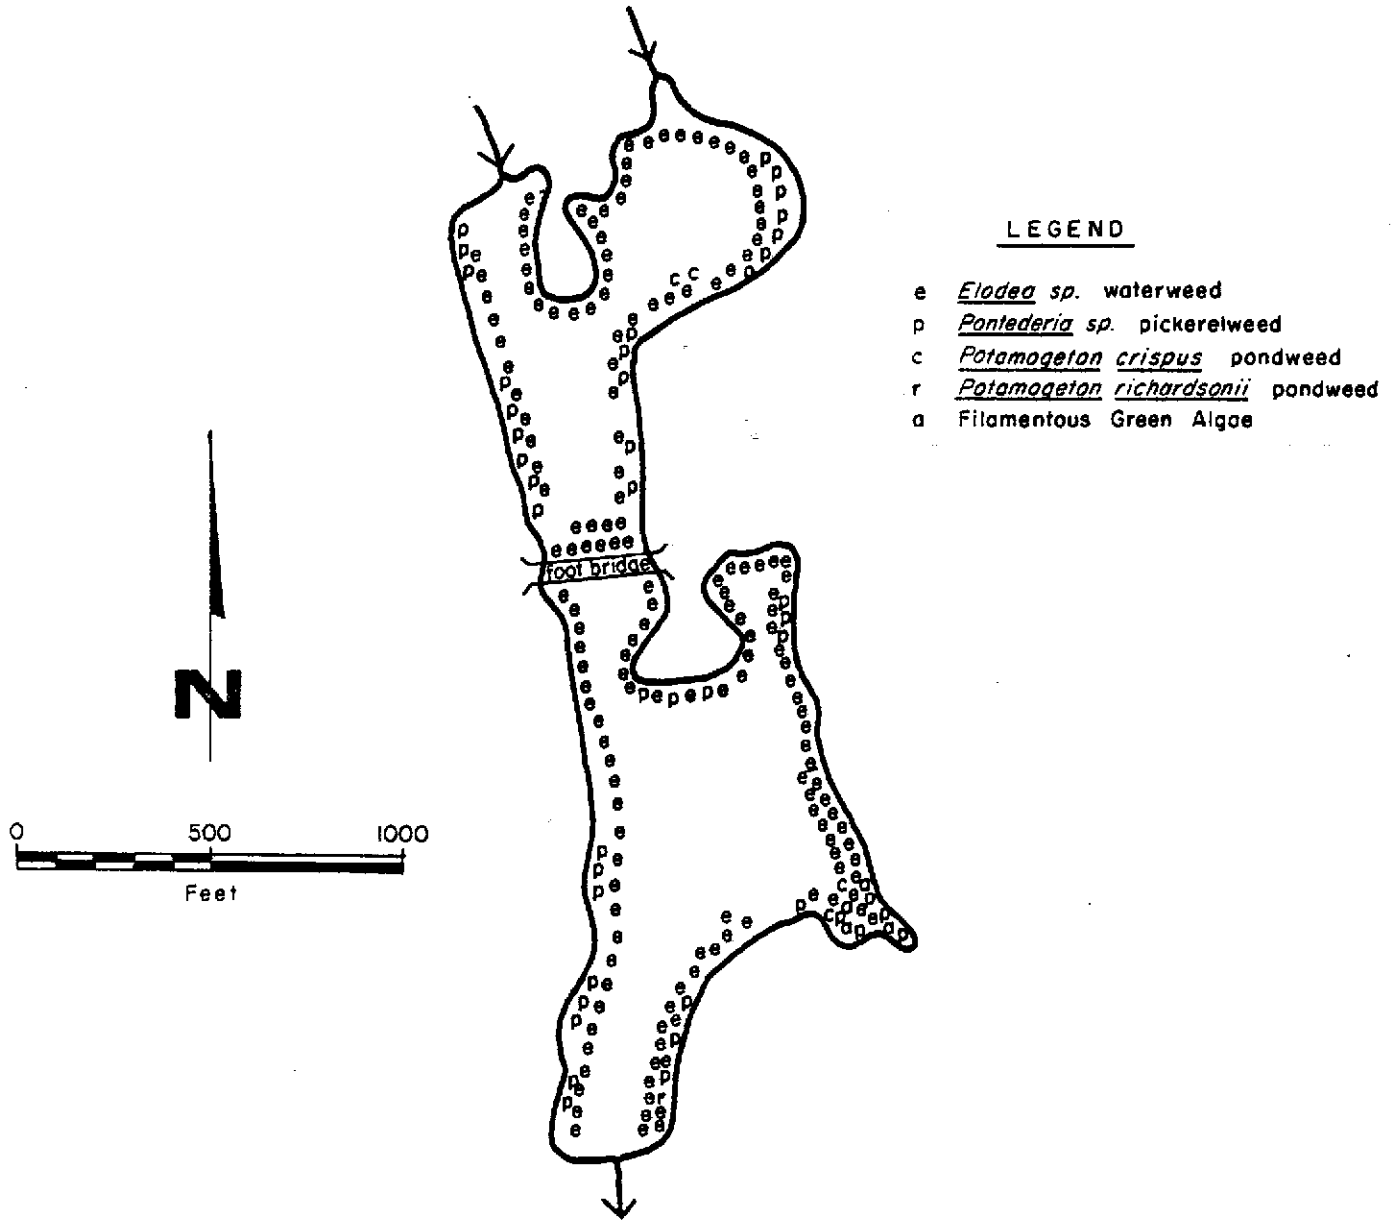 LEGEND
e Elodea sp. waterweed
p Pontederia sp. pickerelweed
c Potamogeton crispus pondweed
r Potamogeton richardsonii pondweed
a Filamentous Green Algae
foot bridge
N
0 500 1000
Feet